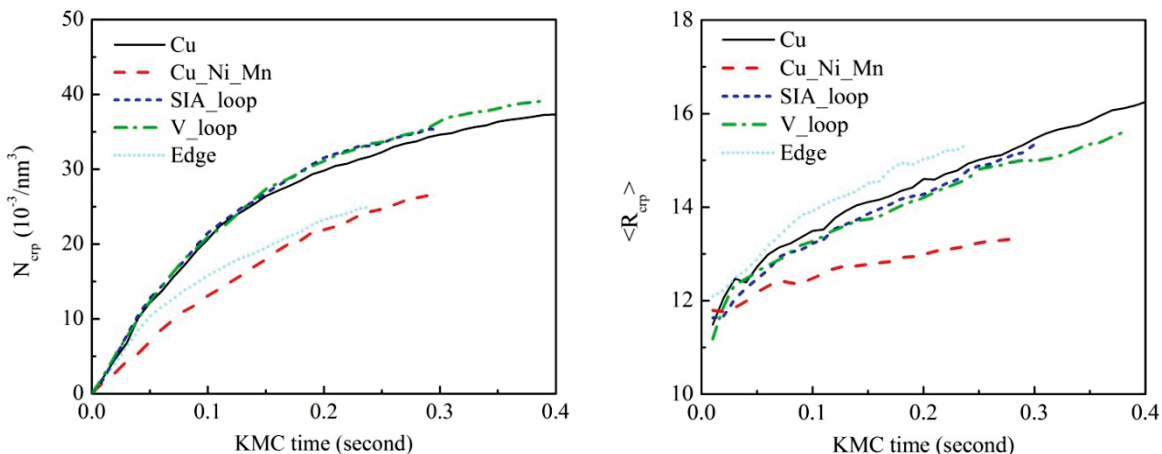 50
40
30
20
10
0
N_crp (10^-3/nm^3)
Cu
Cu_Ni_Mn
SIA_loop
V_loop
Edge
0.0 0.1 0.2 0.3 0.4
KMC time (second)
18
16
14
12
10
<R_crp>
Cu
Cu_Ni_Mn
SIA_loop
V_loop
Edge
0.0 0.1 0.2 0.3 0.4
KMC time (second)